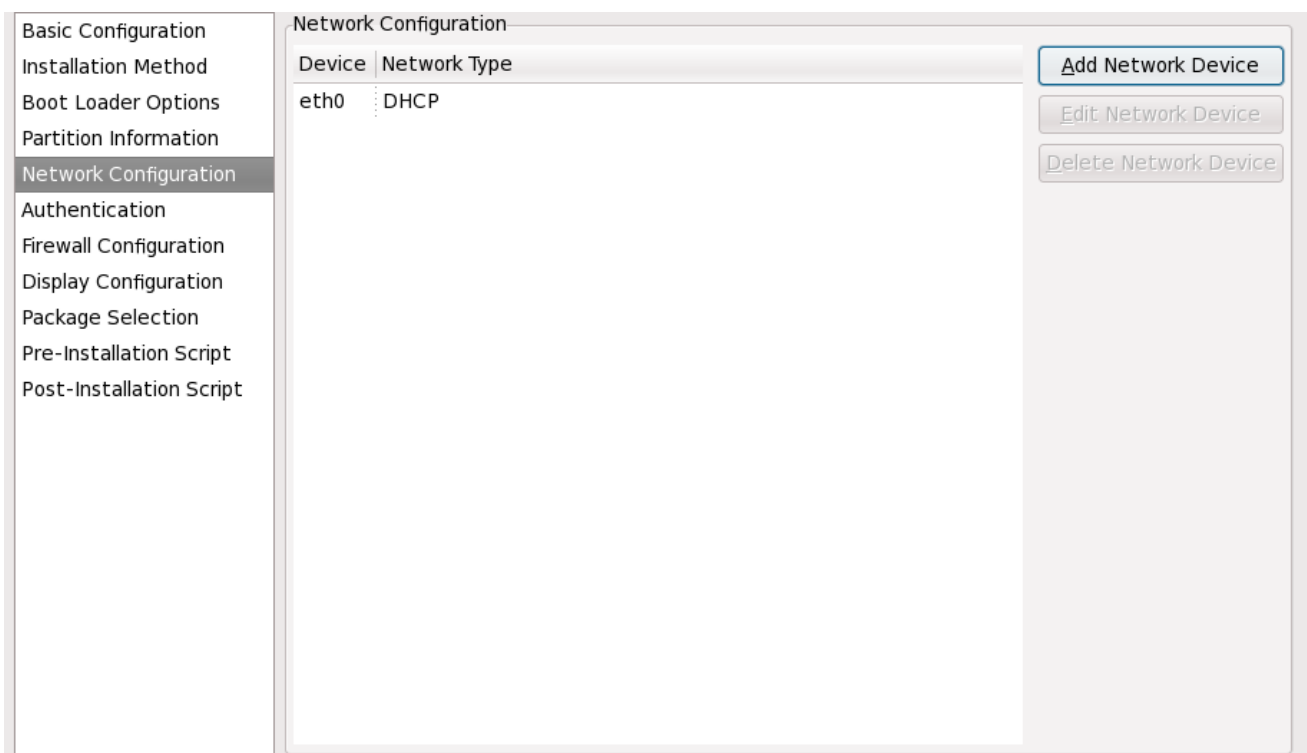 Basic Configuration
Installation Method
Boot Loader Options
Partition Information
Network Configuration
Authentication
Firewall Configuration
Display Configuration
Package Selection
Pre-Installation Script
Post-Installation Script
Network Configuration
Device Network Type
eth0 DHCP
Add Network Device
Edit Network Device
Delete Network Device